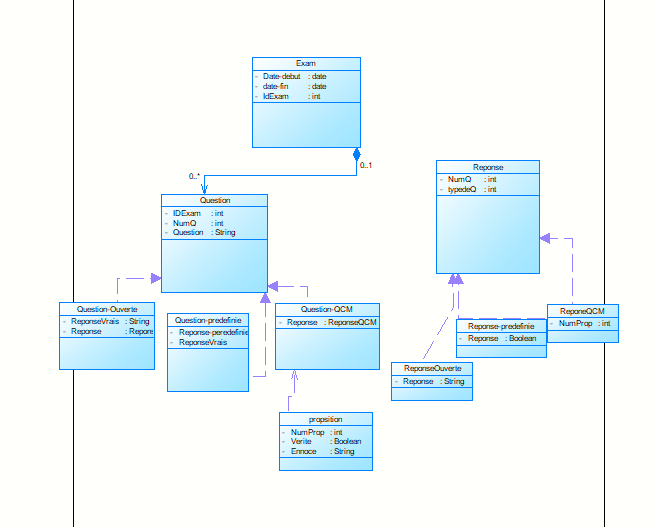 Exam
- Date-debut : date
- date-fin : date
- IdExam : int
0..1
0..*
Question
- IDExam : int
- NumQ : int
- Question : String
Reponse
- NumQ : int
- typedeQ : int
Question-Ouverte
- ReponseVrais : String
- Reponse : Repons
Question-predefinie
- Reponse-peredefinie
- ReponseVrais
Question-QCM
- Reponse : ReponseQCM
ReponeQCM
- NumProp : int
Reponse-predefinie
- Reponse : Boolean
ReponseOuverte
- Reponse : String
propsition
- NumProp : int
- Verite : Boolean
- Ennoce : String